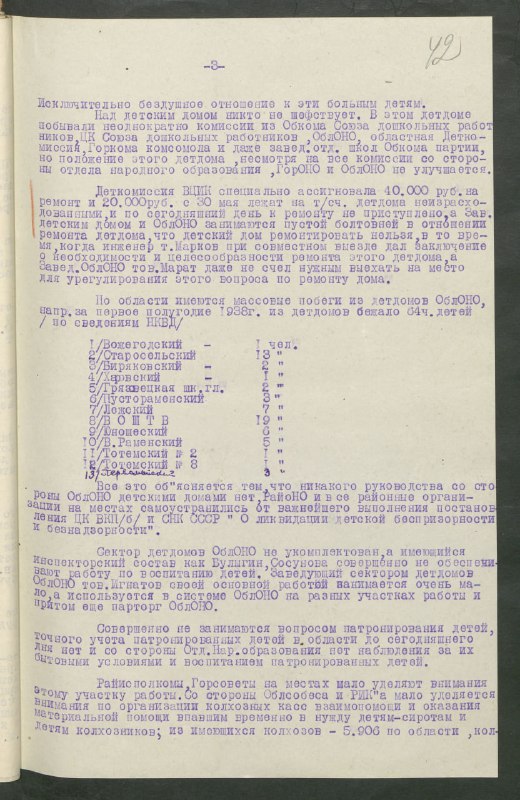 42
-3-
Исключительно бездушное отношение к эти больным детям.
Над детским домом никто не шефствует. В этом детдоме
побывали неоднократно комиссии из Обкома Союза дошкольных работ
ников,ЦК Союза дошкольных работников ,ОблОНО, областная Детко-
миссия,Горкома комсомола и даже завед.отд. школ Обкома партии,
но положение этого детдома ,несмотря на все комиссии со сторо-
ны отдела народного образования ,ГорОНО и ОблОНО не улучшается.
Деткомиссия ВЦИК специально ассигновала 40.000 руб.на
ремонт и 20.000руб. с 30 мая лежат на т/сч. детдома неизрасхо-
дованными,и по сегодняшний день к ремонту не приступлено,а Зав.
детским домом и ОблОНО занимаются пустой болтовней в отношении
ремонта детдома,что детский дом ремонтировать нельзя,в то вре-
мя,когда инженер т.Марков при совместном выезде дал заключение
о необходимости и целесообразности ремонта этого детдома,а
Завед.ОблОНО тов.Марат даже не счел нужным выехать на место
для урегулирования этого вопроса по ремонту дома.
По области имеются массовые побеги из детдомов ОблОНО,
напр.за первое полугодие 1938г. из детдомов бежало 64ч.детей
/ по сведениям НКВД/
1/Вожегодский - 1 чел.
2/Старосельский 13 "
3/Биряковский - 2 "
4/Харовский - 1 "
5/Грязовецкая шк.гл. 2 "
6/Пустораменский 3 "
7/Лежский 7 "
8/В О Ш Т В 19 "
9/Юношеский 6 "
10/В.Раменский 5 "
11/Тотемский № 2 1 "
12/Тотемский № 8 1 "
13/ 3 "
Все это об"ясняется тем,что никакого руководства со сто-
роны ОблОНО детскими домами нет.РайОНО и все районные органи-
зации на местах самоустранились от важнейшего выполнения постанов-
ления ЦК ВКП/б/ и СНК СССР " О ликвидации детской беспризорности
и безнадзорности".
Сектор детдомов ОблОНО не укомплектован,а имеющийся
инспекторский состав как Булыгин,Сосунова совершенно не обеспечи-
вают работу по воспитанию детей. Заведующий сектором детдомов
ОблОНО тов.Игнатов своей основной работой занимается очень ма-
ло,а используется в системе ОблОНО на разных участках работы и
притом еще парторг ОблОНО.
Совершенно не занимаются вопросом патронирования детей,
точного учета патронированных детей в области до сегодняшнего
дня нет и со стороны Отд.Нар.образования нет наблюдения за их
бытовыми условиями и воспитанием патронированных детей.
Райисполкомы,Горсоветы на местах мало уделяют внимания
этому участку работы.Со стороны Облсобеса и РИК"а мало уделяется
внимания по организации колхозных касс взаимопомощи и оказания
материальной помощи впавшим временно в нужду детям-сиротам и
детям колхозников; из имеющихся колхозов - 5.906 по области ,кол-